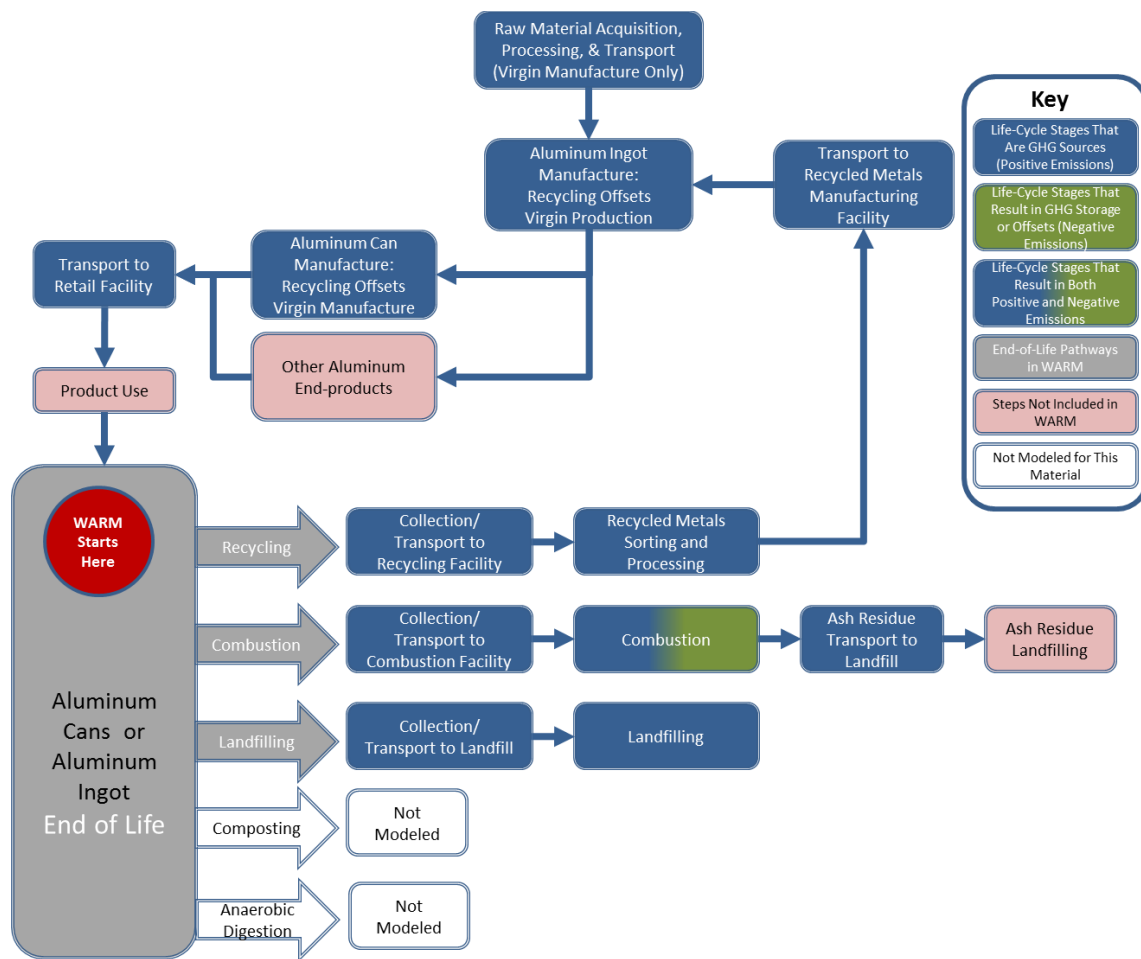 Raw Material Acquisition,
Processing, & Transport
(Virgin Manufacture Only)
Key
Life-Cycle Stages That
Are GHG Sources
(Positive Emissions)
Life-Cycle Stages That
Result in GHG Storage
or Offsets (Negative
Emissions)
Life-Cycle Stages That
Result in Both
Positive and Negative
Emissions
End-of-Life Pathways
in WARM
Steps Not Included in
WARM
Not Modeled for This
Material
Aluminum Ingot
Manufacture:
Recycling Offsets
Virgin Production
Transport to
Recycled Metals
Manufacturing
Facility
Transport to
Retail Facility
Aluminum Can
Manufacture:
Recycling Offsets
Virgin Manufacture
Other Aluminum
End-products
Product Use
WARM
Starts
Here
Aluminum
Cans or
Aluminum
Ingot
End of Life
Recycling
Collection/
Transport to
Recycling Facility
Recycled Metals
Sorting and
Processing
Combustion
Collection/
Transport to
Combustion Facility
Combustion
Ash Residue
Transport to
Landfill
Ash Residue
Landfilling
Landfilling
Collection/
Transport to Landfill
Landfilling
Composting
Not
Modeled
Anaerobic
Digestion
Not
Modeled